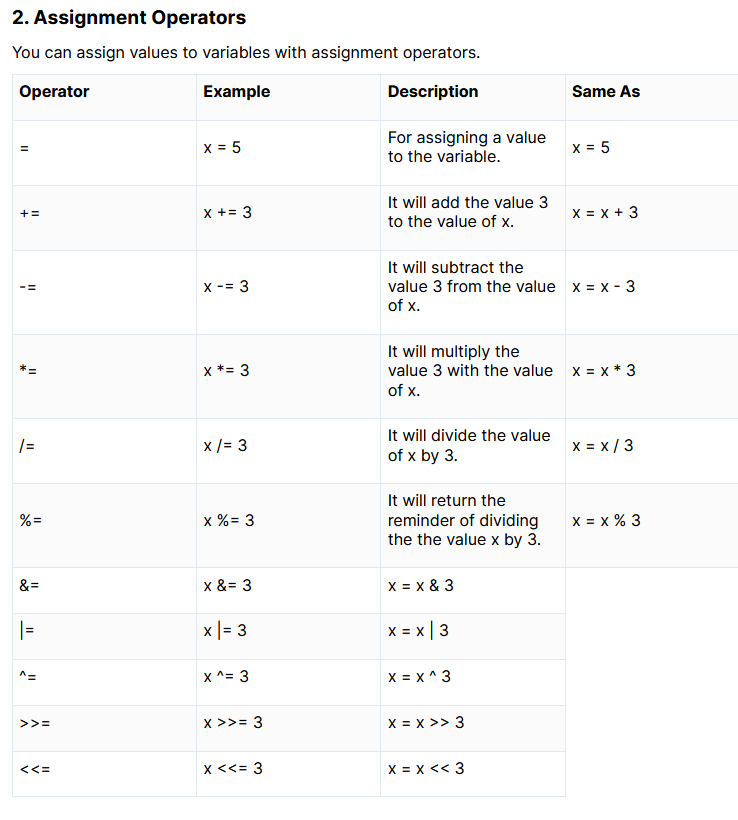 2. Assignment Operators
You can assign values to variables with assignment operators.
Operator Example Description Same As
= x = 5 For assigning a value
to the variable. x = 5
+= x += 3 It will add the value 3
to the value of x. x = x + 3
-= x -= 3 It will subtract the
value 3 from the value
of x. x = x - 3
*= x *= 3 It will multiply the
value 3 with the value
of x. x = x * 3
/= x /= 3 It will divide the value
of x by 3. x = x / 3
%= x %= 3 It will return the
reminder of dividing
the the value x by 3. x = x % 3
&= x &= 3 x = x & 3
|= x |= 3 x = x | 3
^= x ^= 3 x = x ^ 3
>>= x >>= 3 x = x >> 3
<<= x <<= 3 x = x << 3